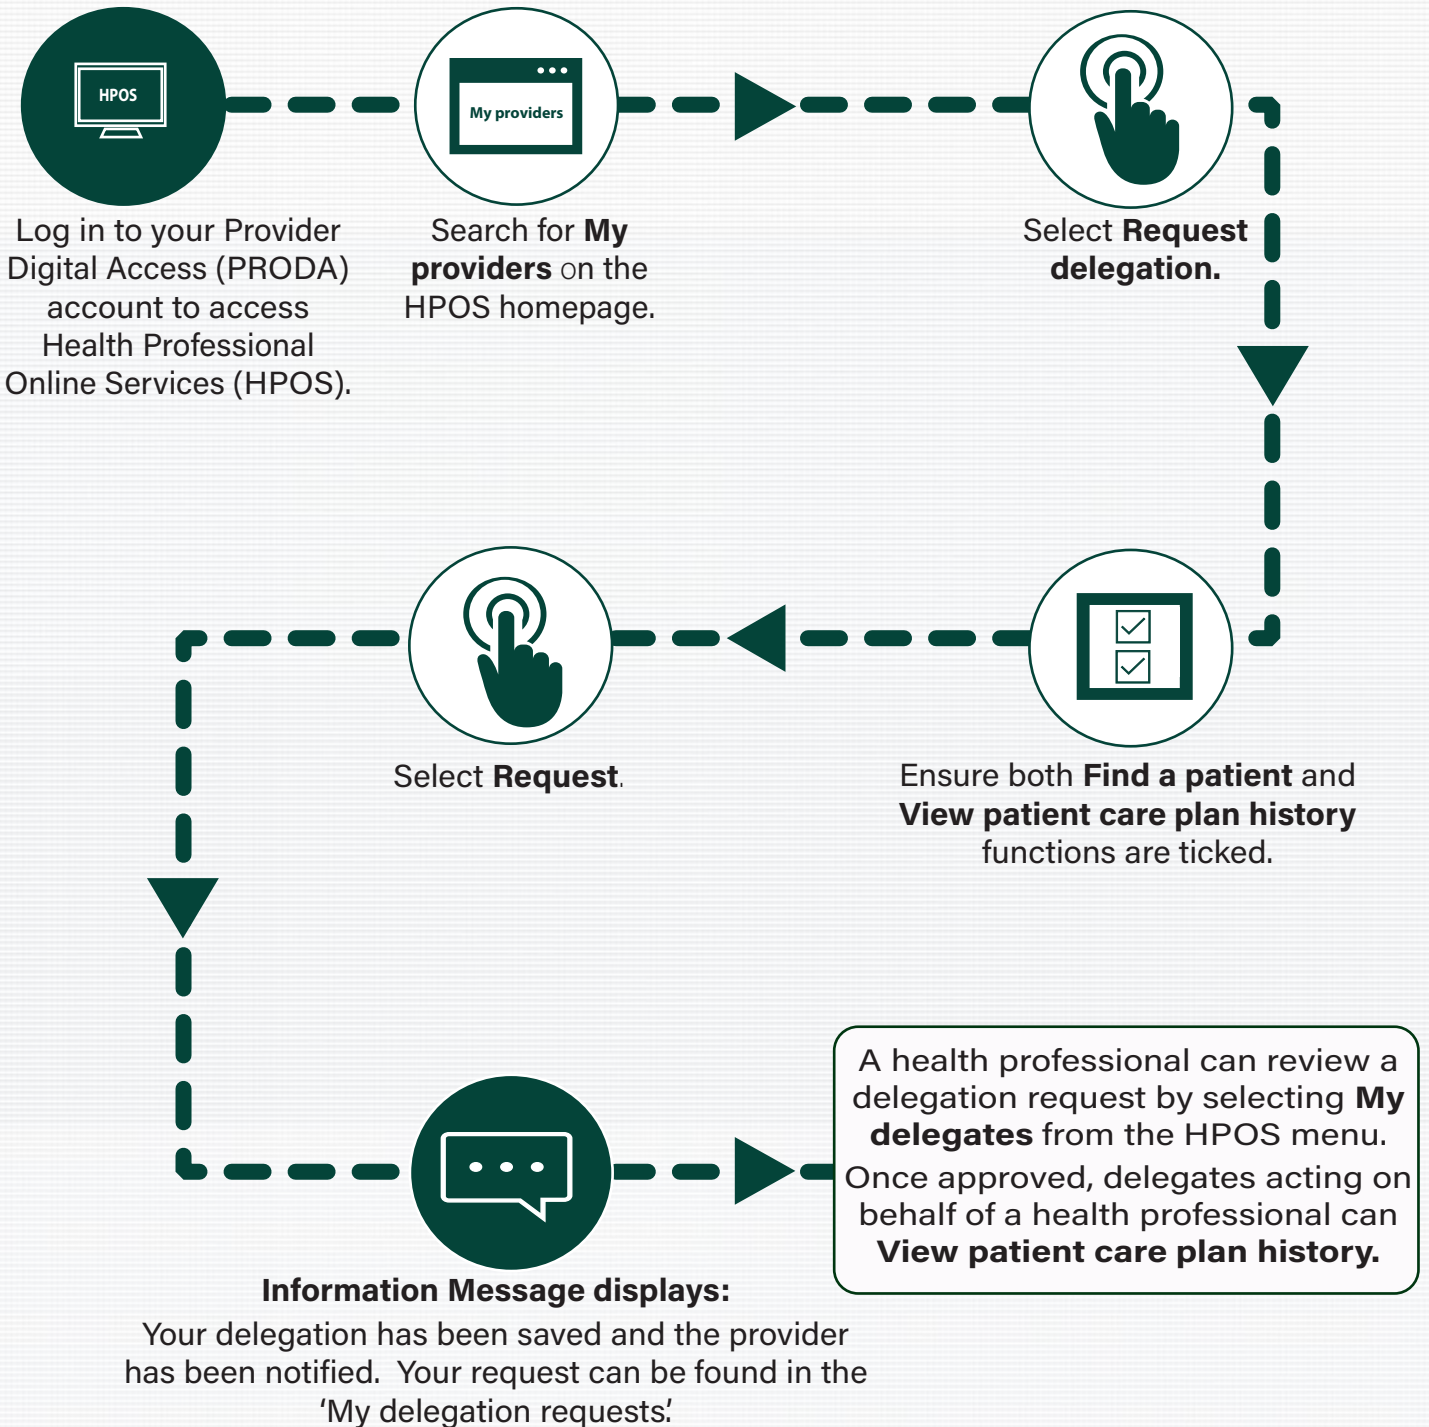 HPOS
Log in to your Provider
Digital Access (PRODA)
account to access
Health Professional
Online Services (HPOS).
My providers
Search for My
providers on the
HPOS homepage.
Select Request
delegation.
Ensure both Find a patient and
View patient care plan history
functions are ticked.
Select Request.
Information Message displays:
Your delegation has been saved and the provider
has been notified.  Your request can be found in the
‘My delegation requests’.
A health professional can review a
delegation request by selecting My
delegates from the HPOS menu.
Once approved, delegates acting on
behalf of a health professional can
View patient care plan history.